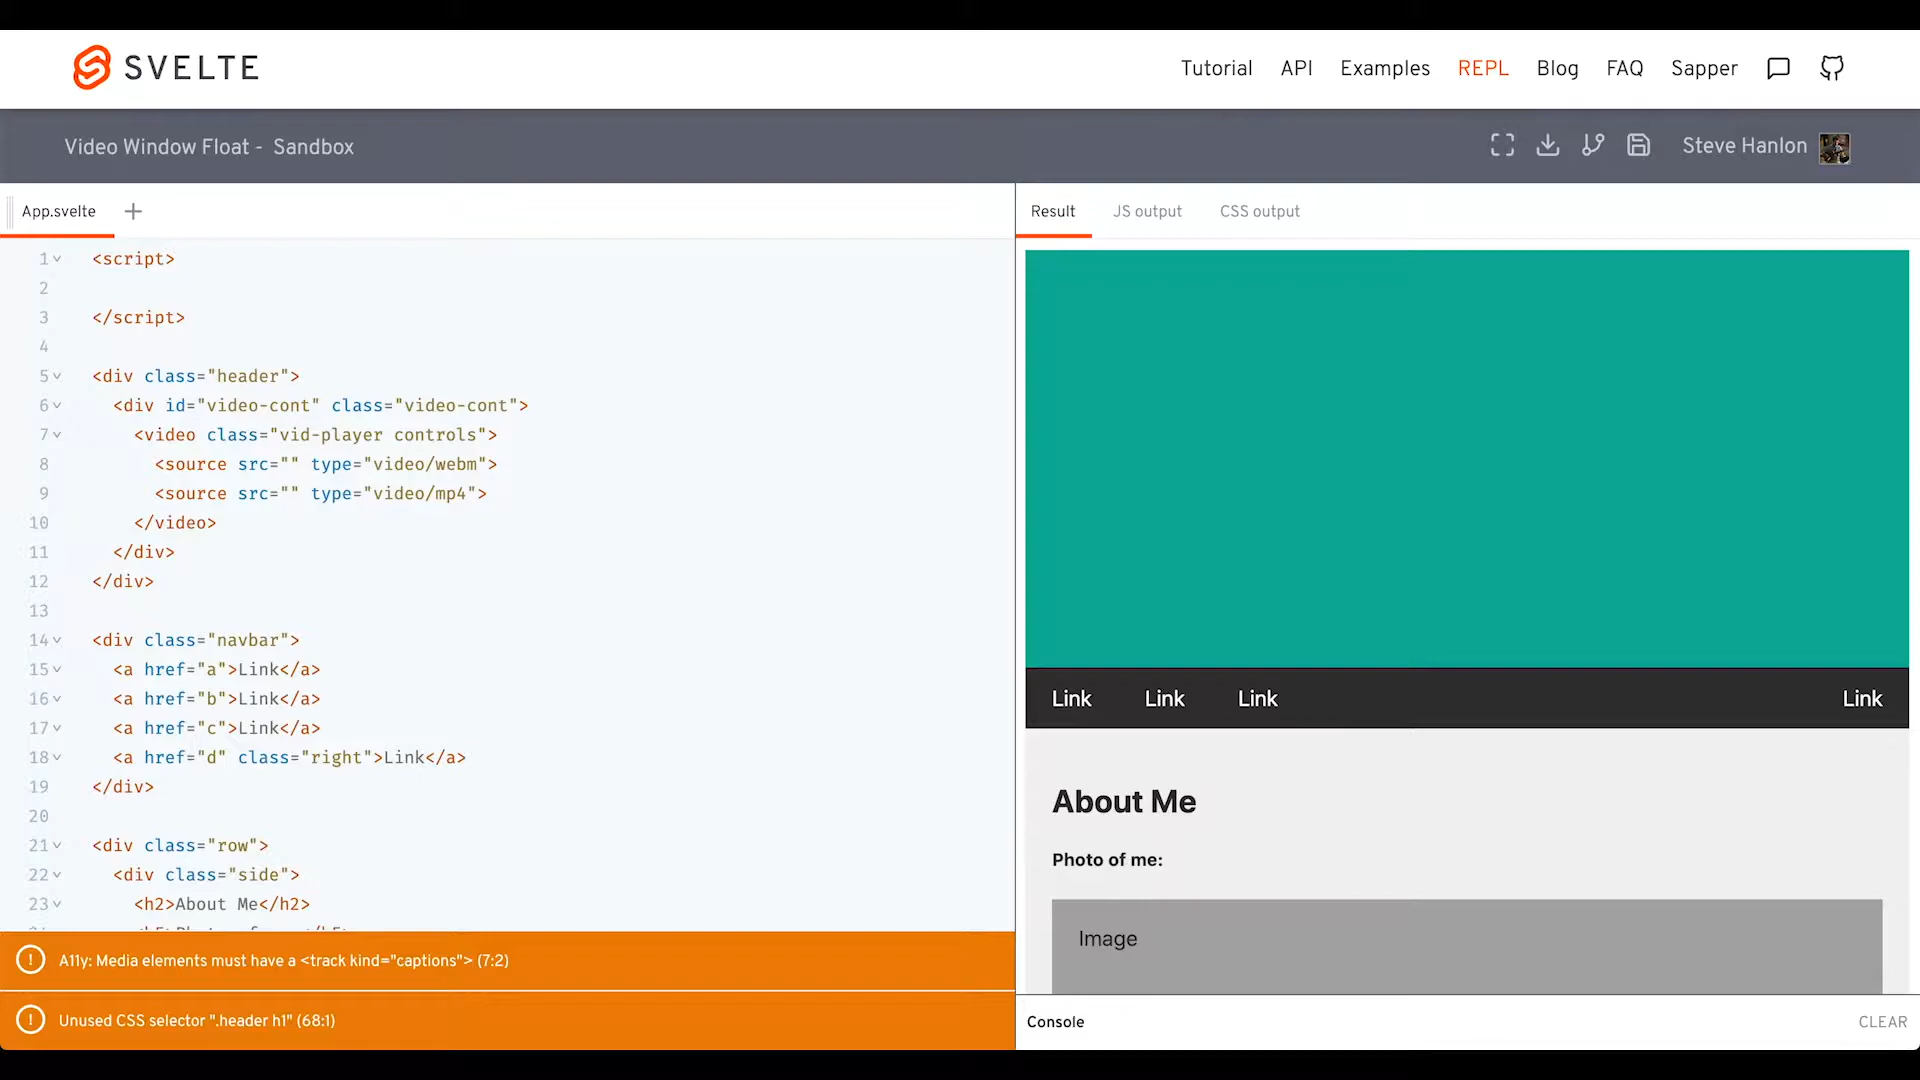 SVELTE
Tutorial API Examples REPL Blog FAQ Sapper
Video Window Float - Sandbox
Steve Hanlon
App.svelte +
1 <script>
2
3 </script>
4
5 <div class="header">
6 <div id="video-cont" class="video-cont">
7 <video class="vid-player controls">
8 <source src="" type="video/webm">
9 <source src="" type="video/mp4">
10 </video>
11 </div>
12 </div>
13
14 <div class="navbar">
15 <a href="a">Link</a>
16 <a href="b">Link</a>
17 <a href="c">Link</a>
18 <a href="d" class="right">Link</a>
19 </div>
20
21 <div class="row">
22 <div class="side">
23 <h2>About Me</h2>
A11y: Media elements must have a <track kind="captions"> (7:2)
Unused CSS selector ".header h1" (68:1)
Result JS output CSS output
Link Link Link Link
About Me
Photo of me:
Image
Console CLEAR